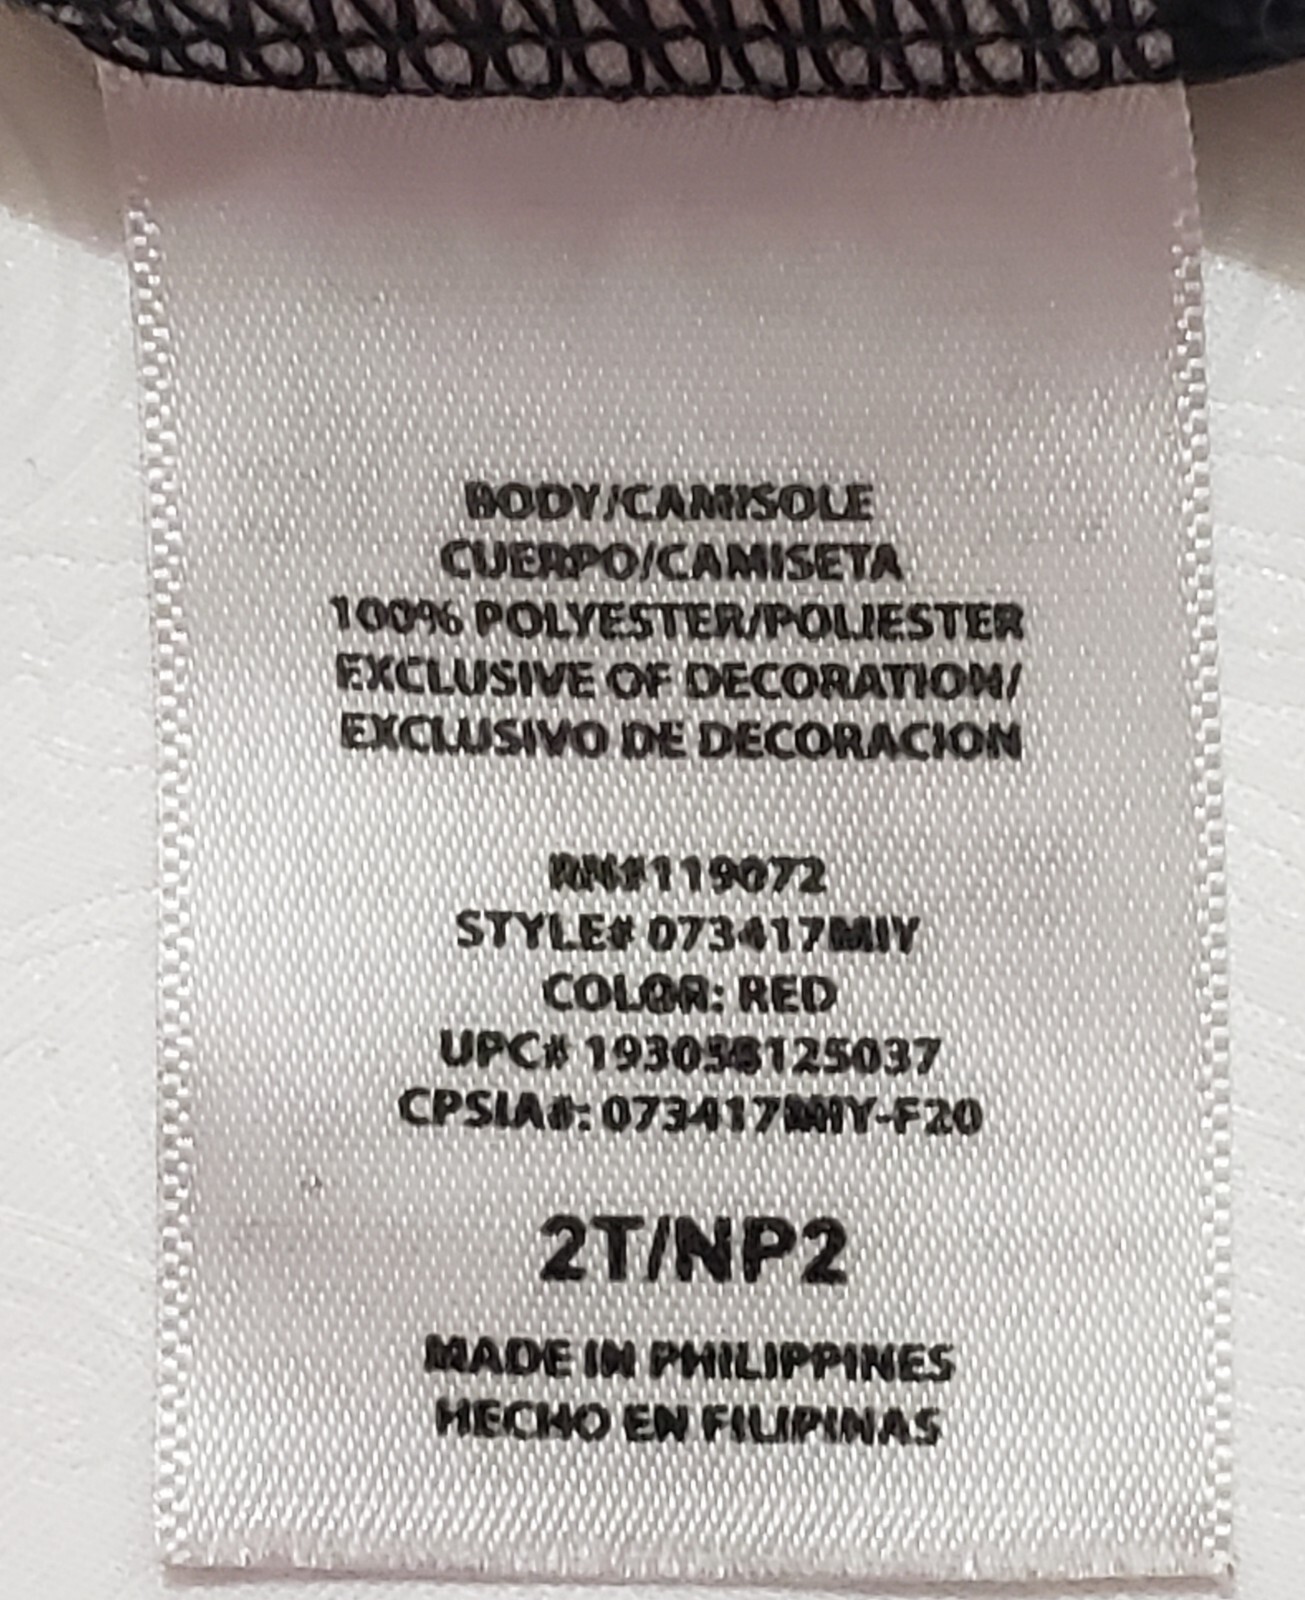 BODY/CAMISOLE
CUERPO/CAMISETA
100% POLYESTER/POLIESTER
EXCLUSIVE OF DECORATION/
EXCLUSIVO DE DECORACION
RN#119072
STYLE# 073417MIY
COLOR: RED
UPC# 193038125037
CPSIA#: 073417MIY-F20
2T/NP2
MADE IN PHILIPPINES
HECHO EN FILIPINAS